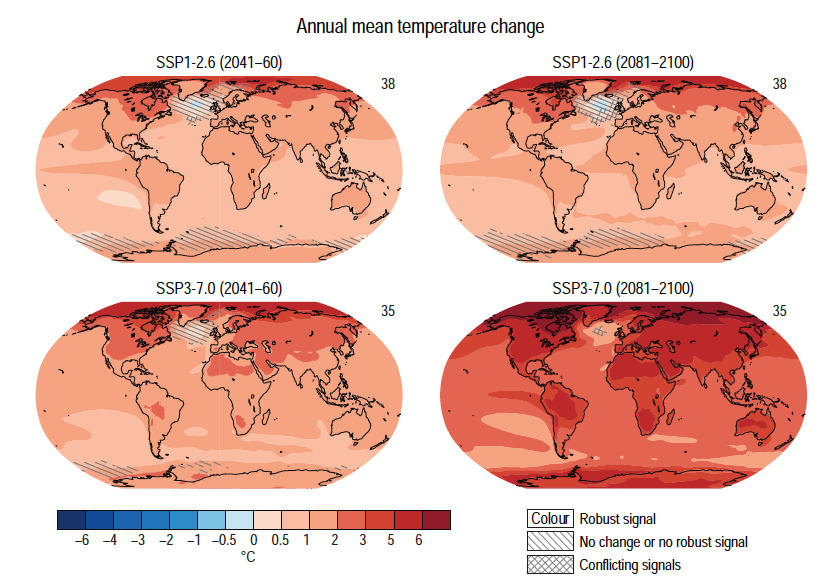 Annual mean temperature change
SSP1-2.6 (2041–60)
SSP1-2.6 (2081–2100)
38
38
SSP3-7.0 (2041–60)
SSP3-7.0 (2081–2100)
35
35
–6 –4 –3 –2 –1 –0.5 0 0.5 1 2 3 5 6
°C
Colour Robust signal
No change or no robust signal
Conflicting signals